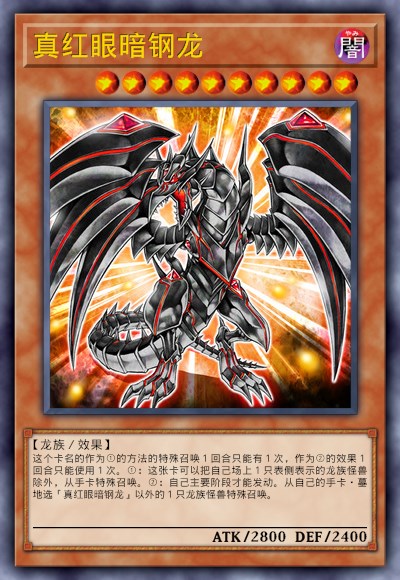 真红眼暗钢龙
やみ
闇
【龙族／效果】
这个卡名的作为①的方法的特殊召唤１回合只能有１次，作为②的效果１
回合只能使用１次。①：这张卡可以把自己场上１只表侧表示的龙族怪兽
除外，从手卡特殊召唤。②：自己主要阶段才能发动。从自己的手卡・墓
地选「真红眼暗钢龙」以外的１只龙族怪兽特殊召唤。
ATK/2800 DEF/2400